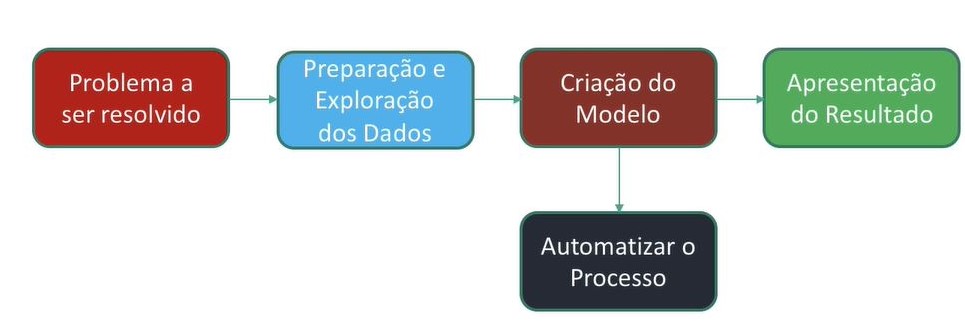 Problema a
ser resolvido
Preparação e
Exploração
dos Dados
Criação do
Modelo
Apresentação
do Resultado
Automatizar o
Processo